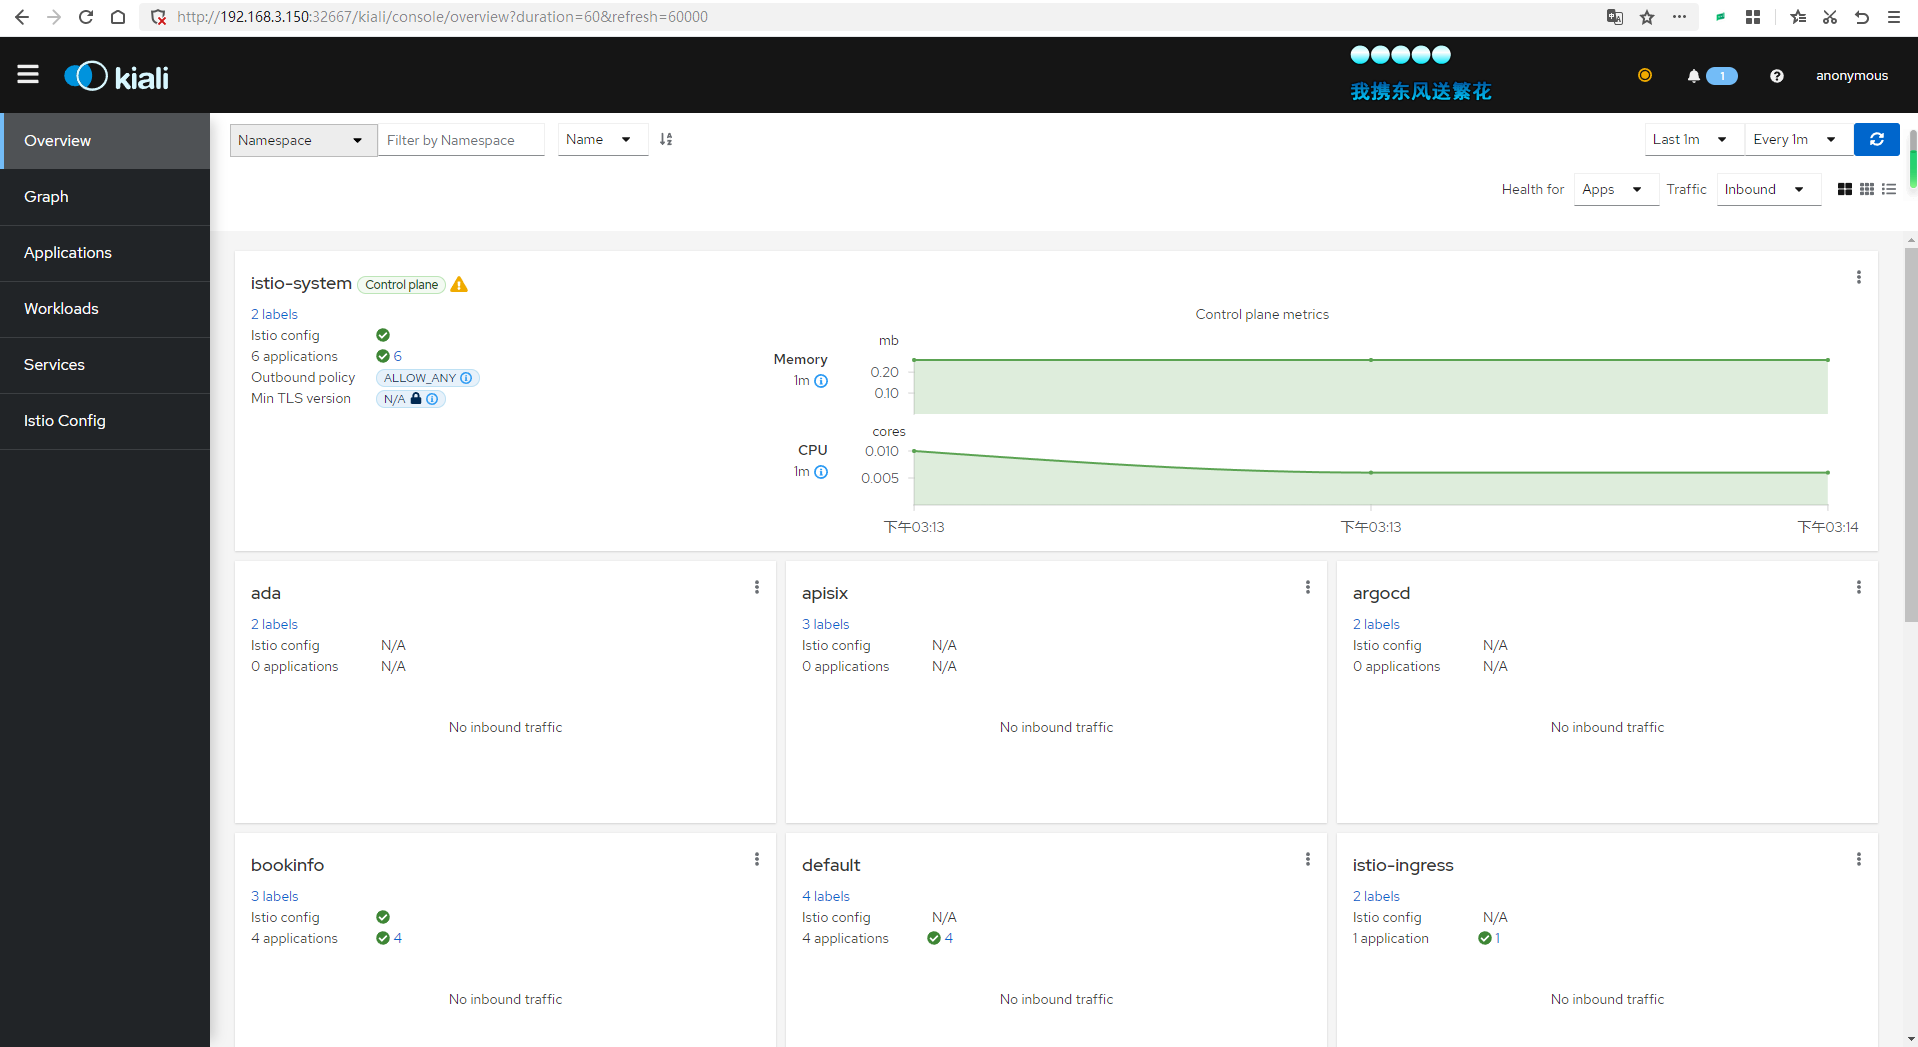 http://192.168.3.150:32667/kiali/console/overview?duration=60&refresh=60000
kiali
我携东风送繁花
1
anonymous
Overview
Graph
Applications
Workloads
Services
Istio Config
Namespace
Filter by Namespace
Name
Last 1m
Every 1m
Health for
Apps
Traffic
Inbound
istio-system
Control plane
2 labels
Istio config
6 applications
6
Outbound policy
ALLOW_ANY
Min TLS version
N/A
Control plane metrics
mb
Memory
1m
0.20
0.10
cores
CPU
1m
0.010
0.005
下午03:13
下午03:13
下午03:14
ada
2 labels
Istio config
N/A
0 applications
N/A
No inbound traffic
apisix
3 labels
Istio config
N/A
0 applications
N/A
No inbound traffic
argocd
2 labels
Istio config
N/A
0 applications
N/A
No inbound traffic
bookinfo
3 labels
Istio config
4 applications
4
No inbound traffic
default
4 labels
Istio config
N/A
4 applications
4
No inbound traffic
istio-ingress
2 labels
Istio config
N/A
1 application
1
No inbound traffic